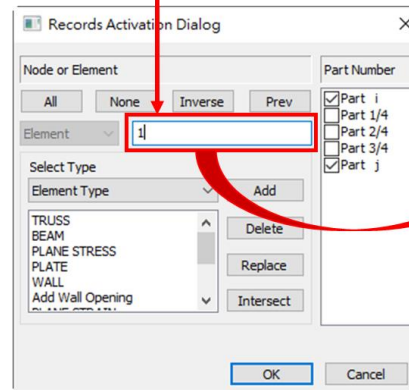 Records Activation Dialog
Node or Element
All None Inverse Prev
Element 1
Select Type
Element Type Add
TRUSS
BEAM
PLANE STRESS
PLATE
WALL
Add Wall Opening
PLANE STRAIN
Delete
Replace
Intersect
Part Number
Part i
Part 1/4
Part 2/4
Part 3/4
Part j
OK Cancel